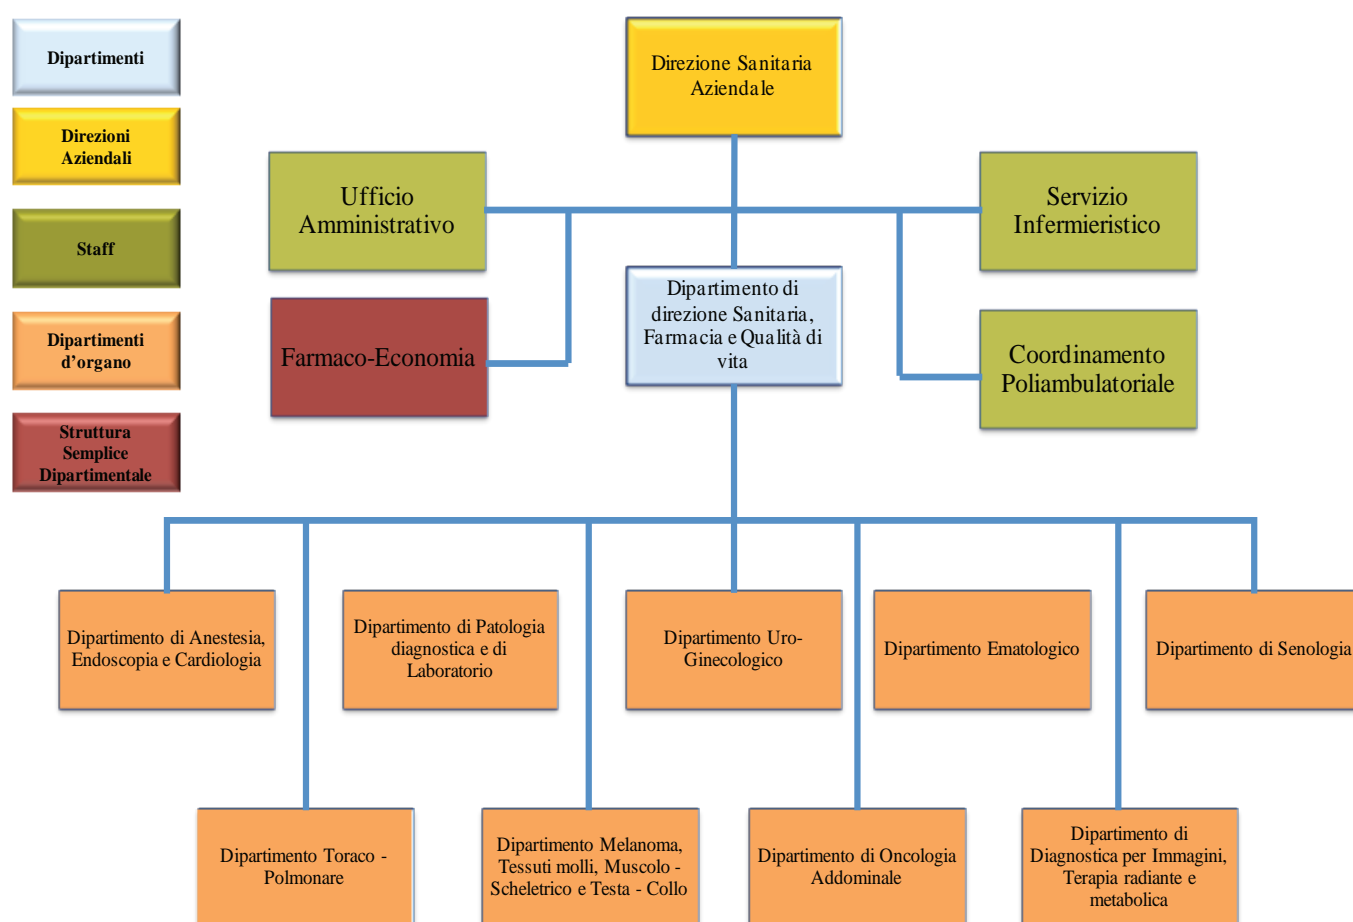 Dipartimenti
Direzioni
Aziendali
Staff
Dipartimenti
d’organo
Struttura
Semplice
Dipartimentale
Direzione Sanitaria
Aziendale
Ufficio
Amministrativo
Servizio
Infermieristico
Dipartimento di
direzione Sanitaria,
Farmacia e Qualità di
vita
Farmaco-Economia
Coordinamento
Poliambulatoriale
Dipartimento di Anestesia,
Endoscopia e Cardiologia
Dipartimento di Patologia
diagnostica e di
Laboratorio
Dipartimento Uro-
Ginecologico
Dipartimento Ematologico
Dipartimento di Senologia
Dipartimento Toraco -
Polmonare
Dipartimento Melanoma,
Tessuti molli, Muscolo -
Scheletrico e Testa - Collo
Dipartimento di Oncologia
Addominale
Dipartimento di
Diagnostica per Immagini,
Terapia radiante e
metabolica